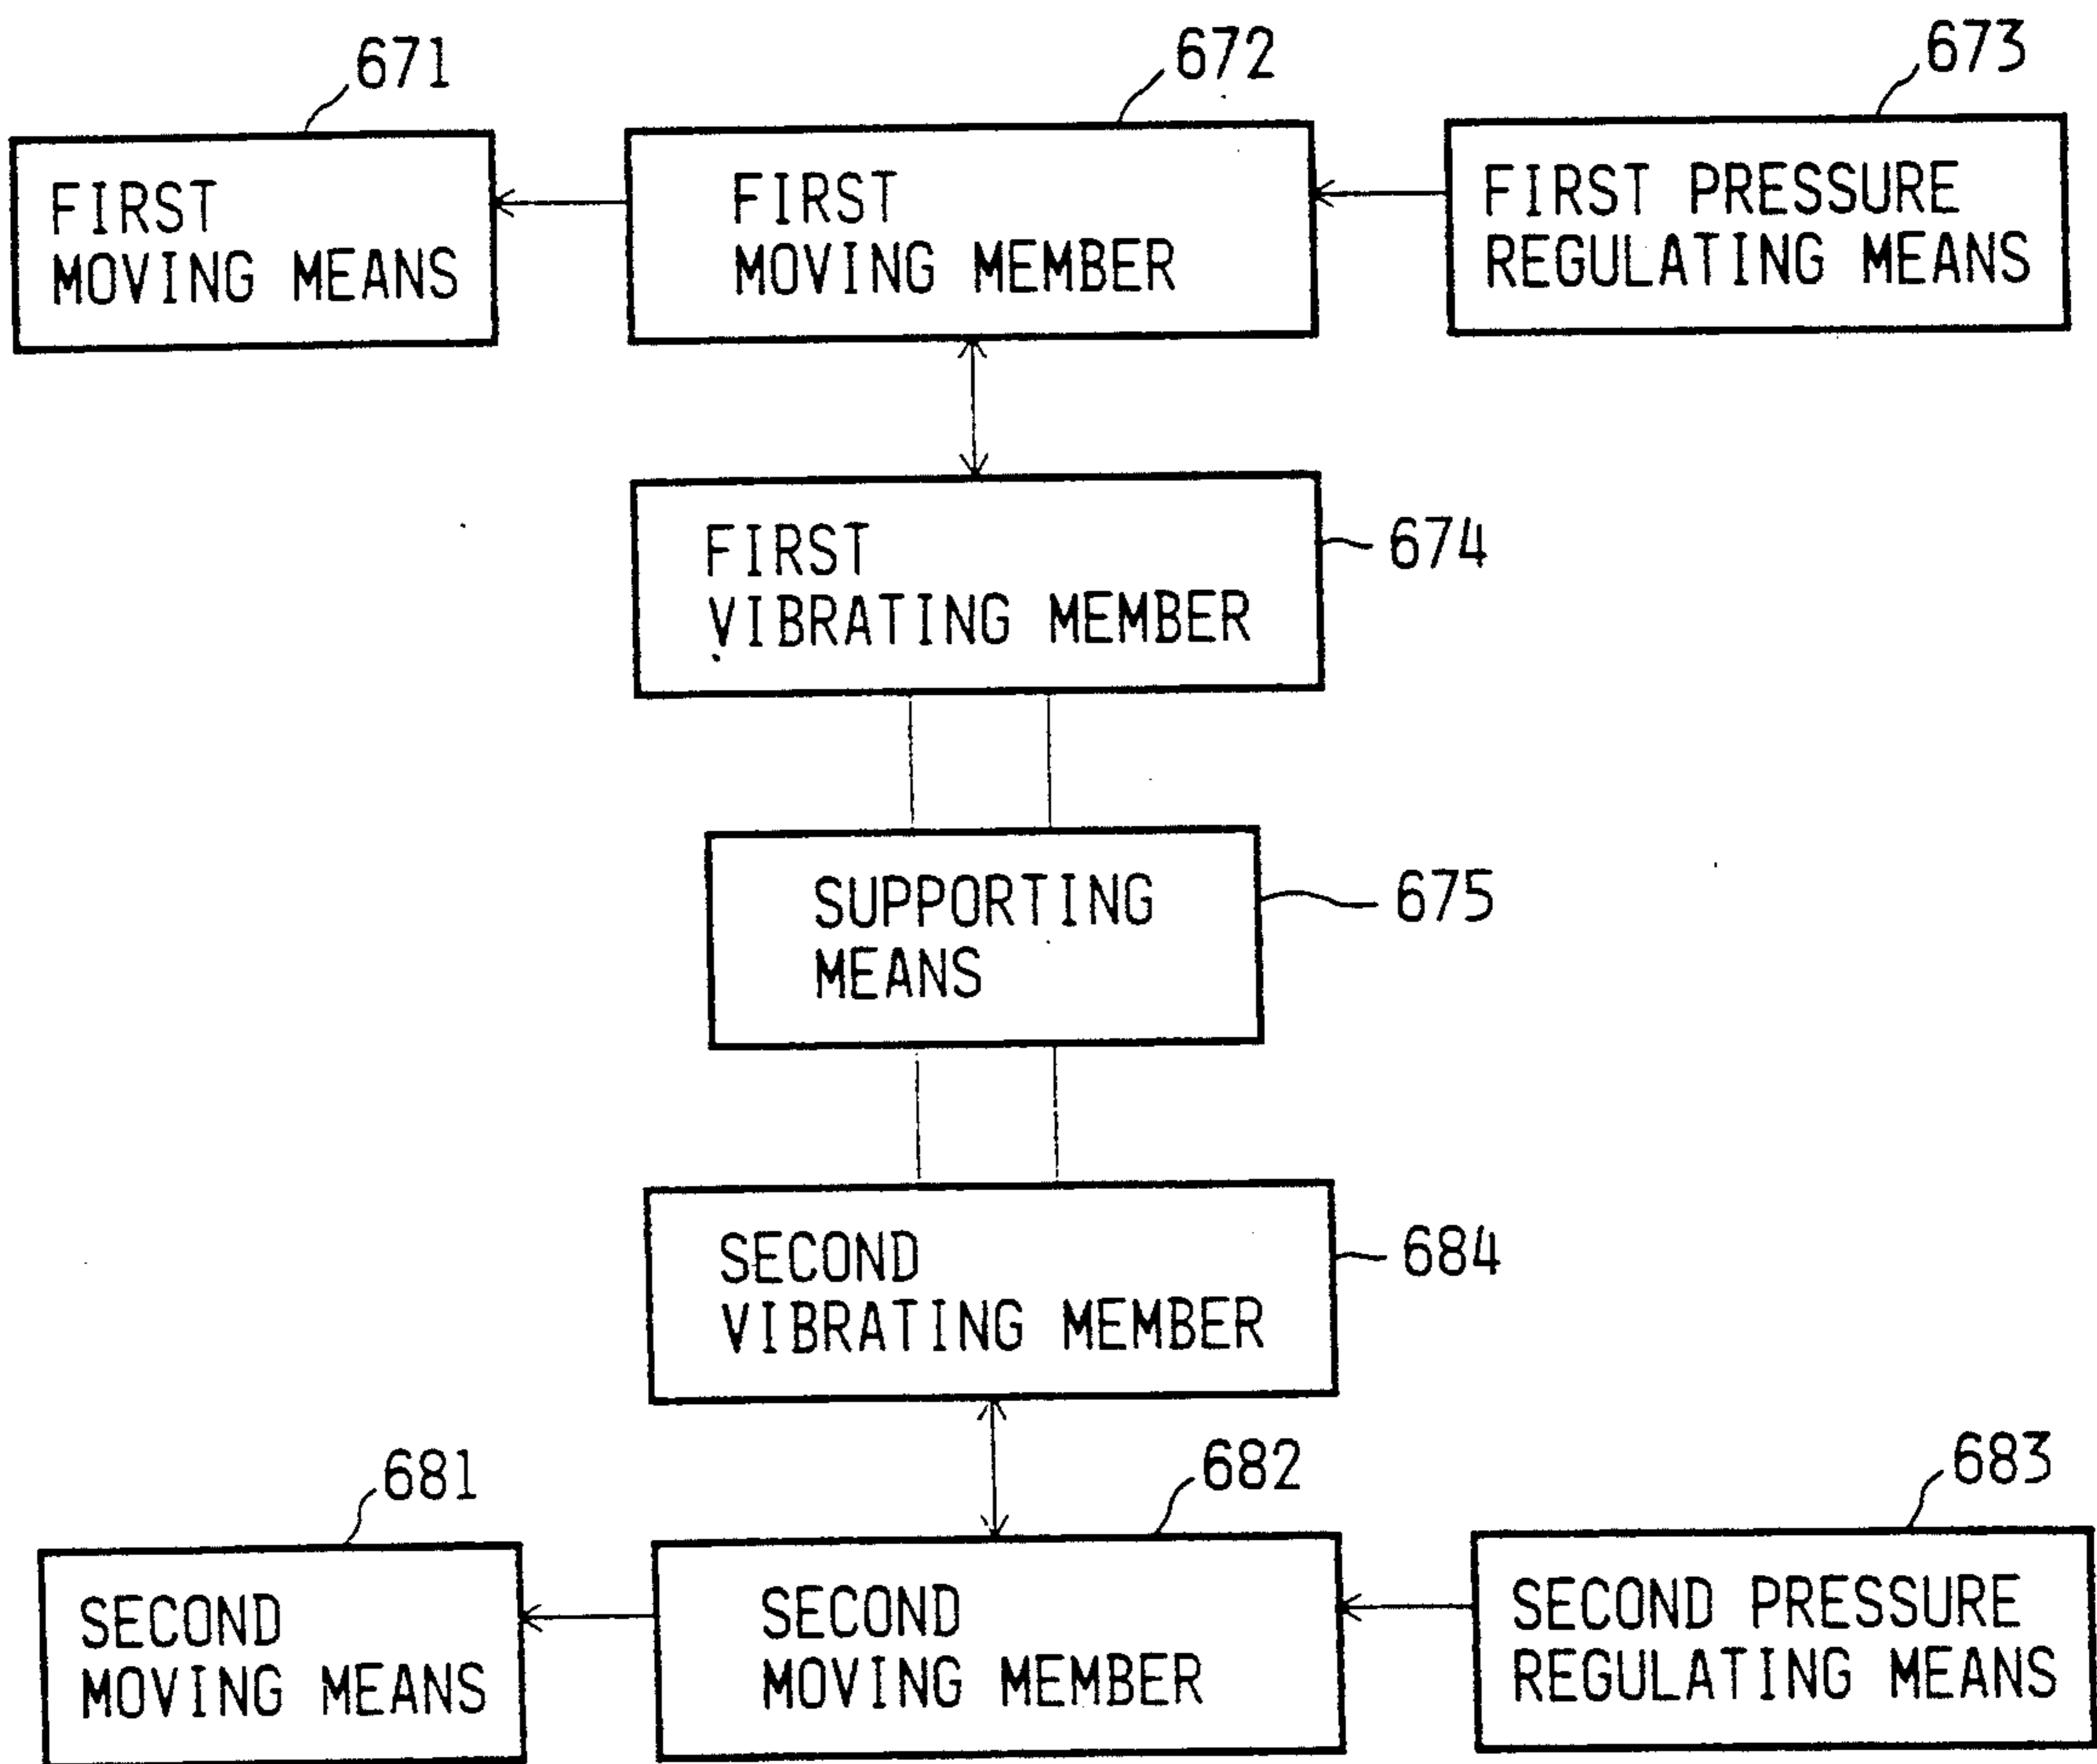 671
672
673
FIRST
MOVING MEANS
FIRST
MOVING MEMBER
FIRST PRESSURE
REGULATING MEANS
FIRST
VIBRATING MEMBER
674
SUPPORTING
MEANS
675
SECOND
VIBRATING MEMBER
684
681
682
683
SECOND
MOVING MEANS
SECOND
MOVING MEMBER
SECOND PRESSURE
REGULATING MEANS